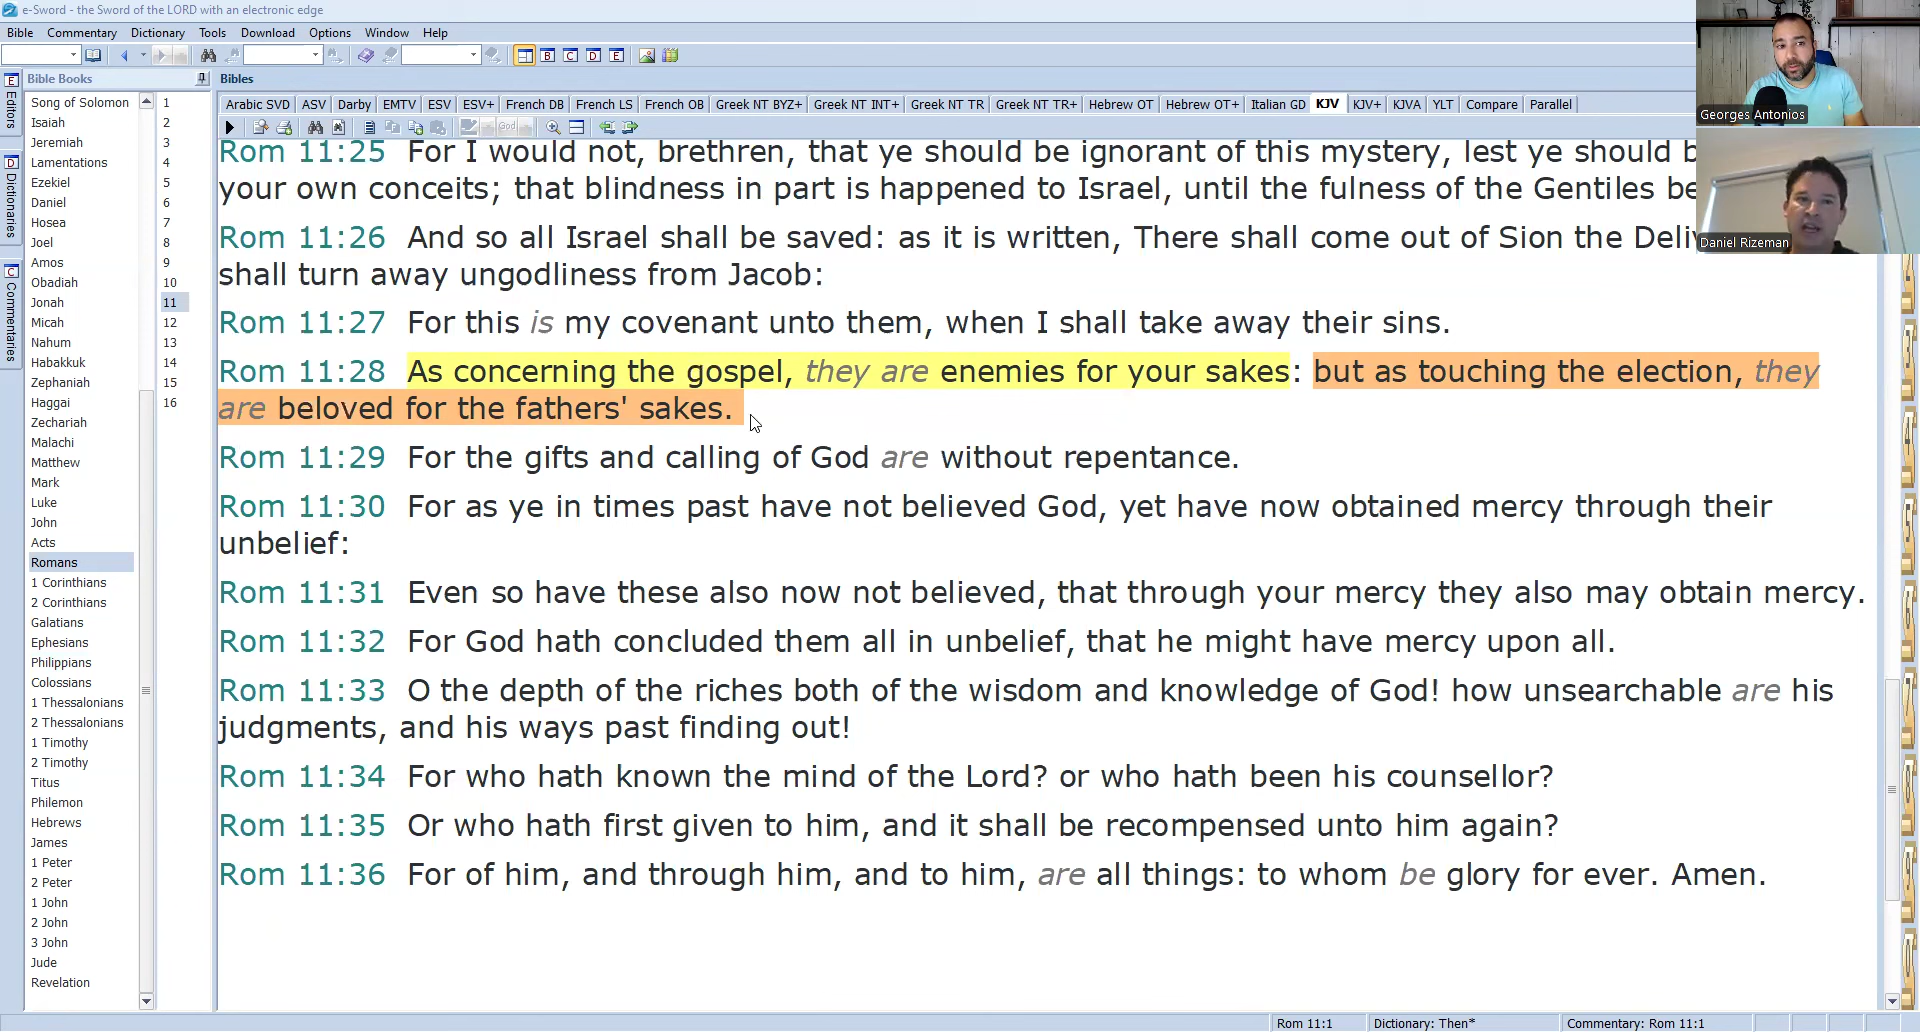 e-Sword - the Sword of the LORD with an electronic edge
Bible Commentary Dictionary Tools Download Options Window Help
B C D E
E Editors
D Dictionaries
C Commentaries
Bible Books
Song of Solomon
Isaiah
Jeremiah
Lamentations
Ezekiel
Daniel
Hosea
Joel
Amos
Obadiah
Jonah
Micah
Nahum
Habakkuk
Zephaniah
Haggai
Zechariah
Malachi
Matthew
Mark
Luke
John
Acts
Romans
1 Corinthians
2 Corinthians
Galatians
Ephesians
Philippians
Colossians
1 Thessalonians
2 Thessalonians
1 Timothy
2 Timothy
Titus
Philemon
Hebrews
James
1 Peter
2 Peter
1 John
2 John
3 John
Jude
Revelation
1
2
3
4
5
6
7
8
9
10
11
12
13
14
15
16
Bibles
Arabic SVD ASV Darby EMTV ESV ESV+ French DB French LS French OB Greek NT BYZ+ Greek NT INT+ Greek NT TR Greek NT TR+ Hebrew OT Hebrew OT+ Italian GD KJV KJV+ KJVA YLT Compare Parallel
God
Rom 11:25 For I would not, brethren, that ye should be ignorant of this mystery, lest ye should
your own conceits; that blindness in part is happened to Israel, until the fulness of the Gentiles be
Rom 11:26 And so all Israel shall be saved: as it is written, There shall come out of Sion the Deli
shall turn away ungodliness from Jacob:
Rom 11:27 For this is my covenant unto them, when I shall take away their sins.
Rom 11:28 As concerning the gospel, they are enemies for your sakes: but as touching the election, they
are beloved for the fathers' sakes.
Rom 11:29 For the gifts and calling of God are without repentance.
Rom 11:30 For as ye in times past have not believed God, yet have now obtained mercy through their
unbelief:
Rom 11:31 Even so have these also now not believed, that through your mercy they also may obtain mercy.
Rom 11:32 For God hath concluded them all in unbelief, that he might have mercy upon all.
Rom 11:33 O the depth of the riches both of the wisdom and knowledge of God! how unsearchable are his
judgments, and his ways past finding out!
Rom 11:34 For who hath known the mind of the Lord? or who hath been his counsellor?
Rom 11:35 Or who hath first given to him, and it shall be recompensed unto him again?
Rom 11:36 For of him, and through him, and to him, are all things: to whom be glory for ever. Amen.
Georges Antonios
Daniel Rizeman
Rom 11:1 Dictionary: Then* Commentary: Rom 11:1